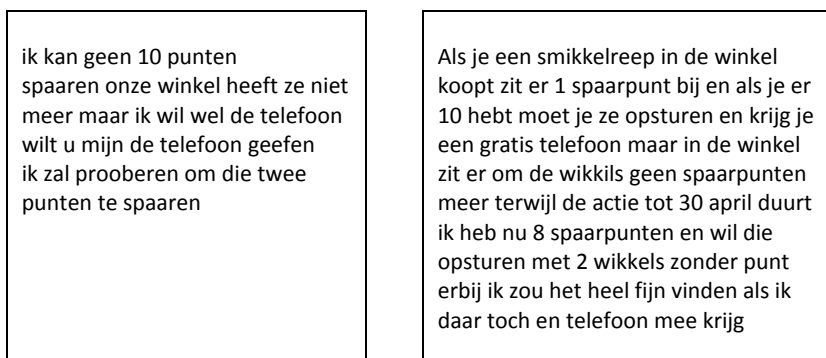 ik kan geen 10 punten
spaaren onze winkel heeft ze niet
meer maar ik wil wel de telefoon
wilt u mijn de telefoon geefen
ik zal prooberen om die twee
punten te spaaren
Als je een smikkelreep in de winkel
koopt zit er 1 spaarpunt bij en als je er
10 hebt moet je ze opsturen en krijg je
een gratis telefoon maar in de winkel
zit er om de wikkils geen spaarpunten
meer terwijl de actie tot 30 april duurt
ik heb nu 8 spaarpunten en wil die
opsturen met 2 wikkels zonder punt
erbij ik zou het heel fijn vinden als ik
daar toch en telefoon mee krijg